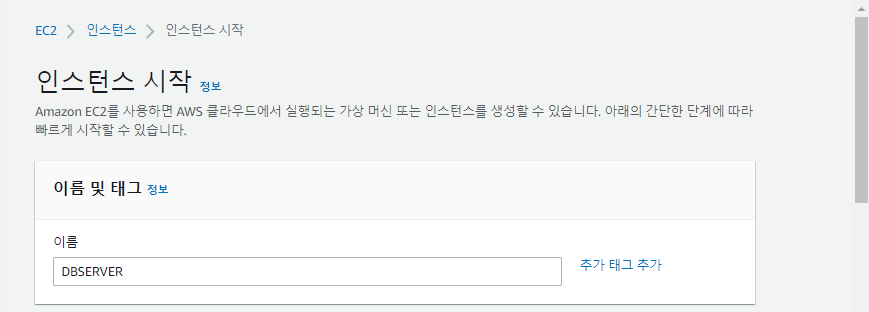 EC2 > 인스턴스 > 인스턴스 시작
인스턴스 시작 정보
Amazon EC2를 사용하면 AWS 클라우드에서 실행되는 가상 머신 또는 인스턴스를 생성할 수 있습니다. 아래의 간단한 단계에 따라
빠르게 시작할 수 있습니다.
이름 및 태그 정보
이름
DBSERVER 추가 태그 추가